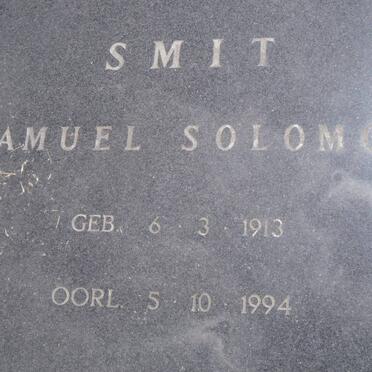 SMIT
AMUEL SOLOMO
GEB. 6 · 3 · 1913
OORL. 5 · 10 · 1994